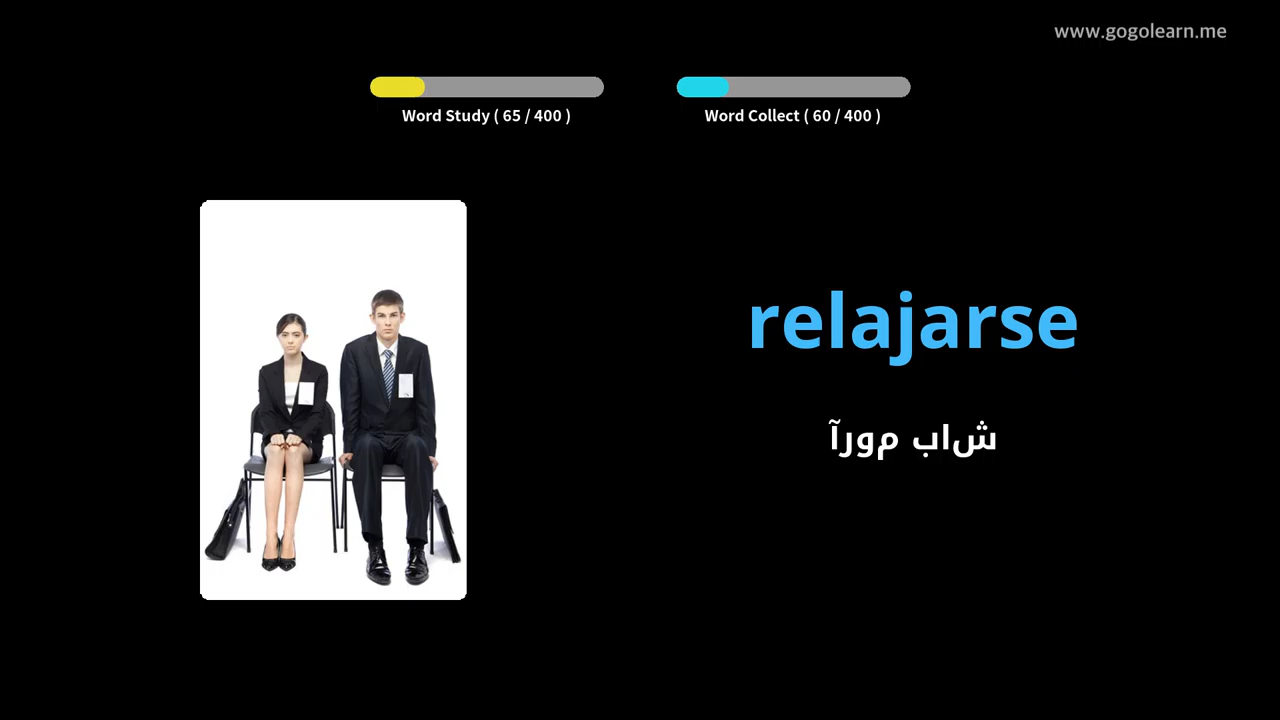 www.gogolearn.me
Word Study ( 65 / 400 )
Word Collect ( 60 / 400 )
relajarse
شاب مورآ